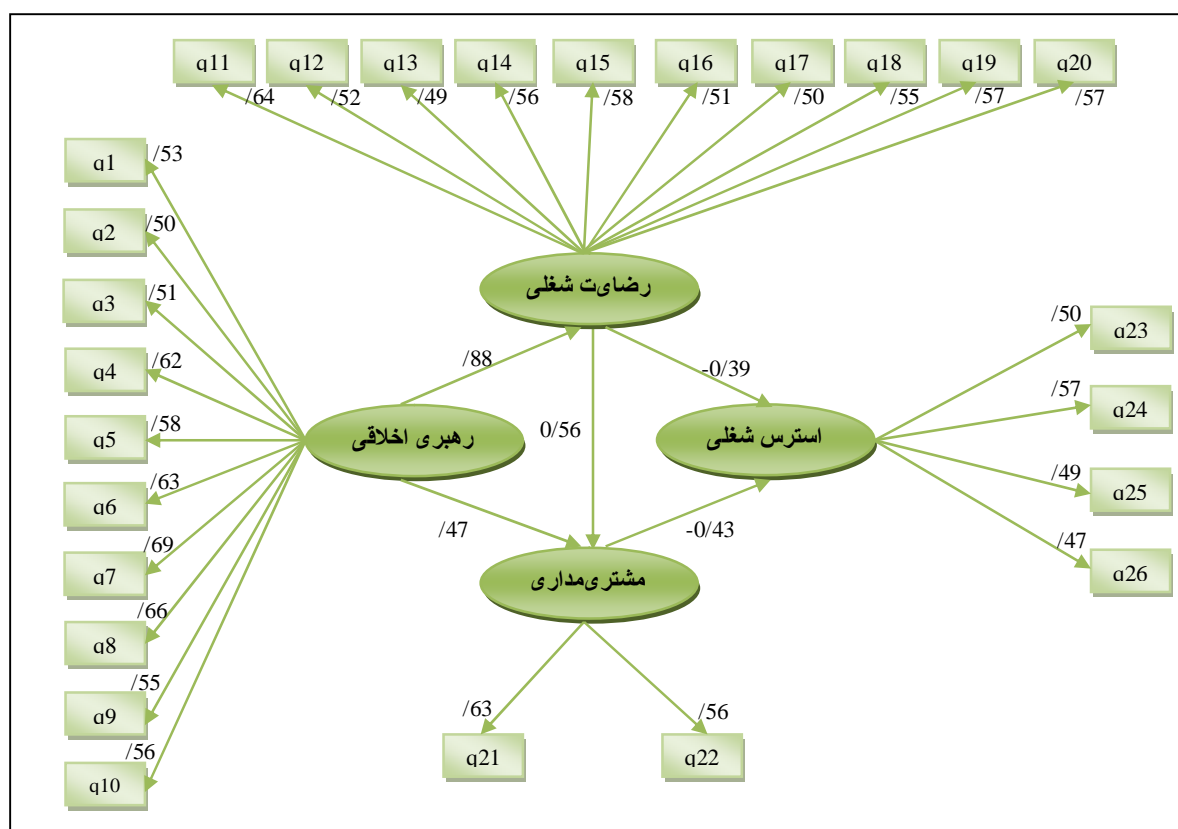 q11 q12 q13 q14 q15 q16 q17 q18 q19 q20
/64 /52 /49 /56 /58 /51 /50 /55 /57 /57
q1
/53
q2
/50
q3
/51
q4
/62
q5
/58
q6
/63
q7
/69
q8
/66
q9
/55
q10
/56
رضایت شغلی
/88
-0/39
رهبری اخلاقی
0/56
استرس شغلی
/47
-0/43
مشتری‌مداری
/50
q23
/57
q24
/49
q25
/47
q26
/63
/56
q21
q22